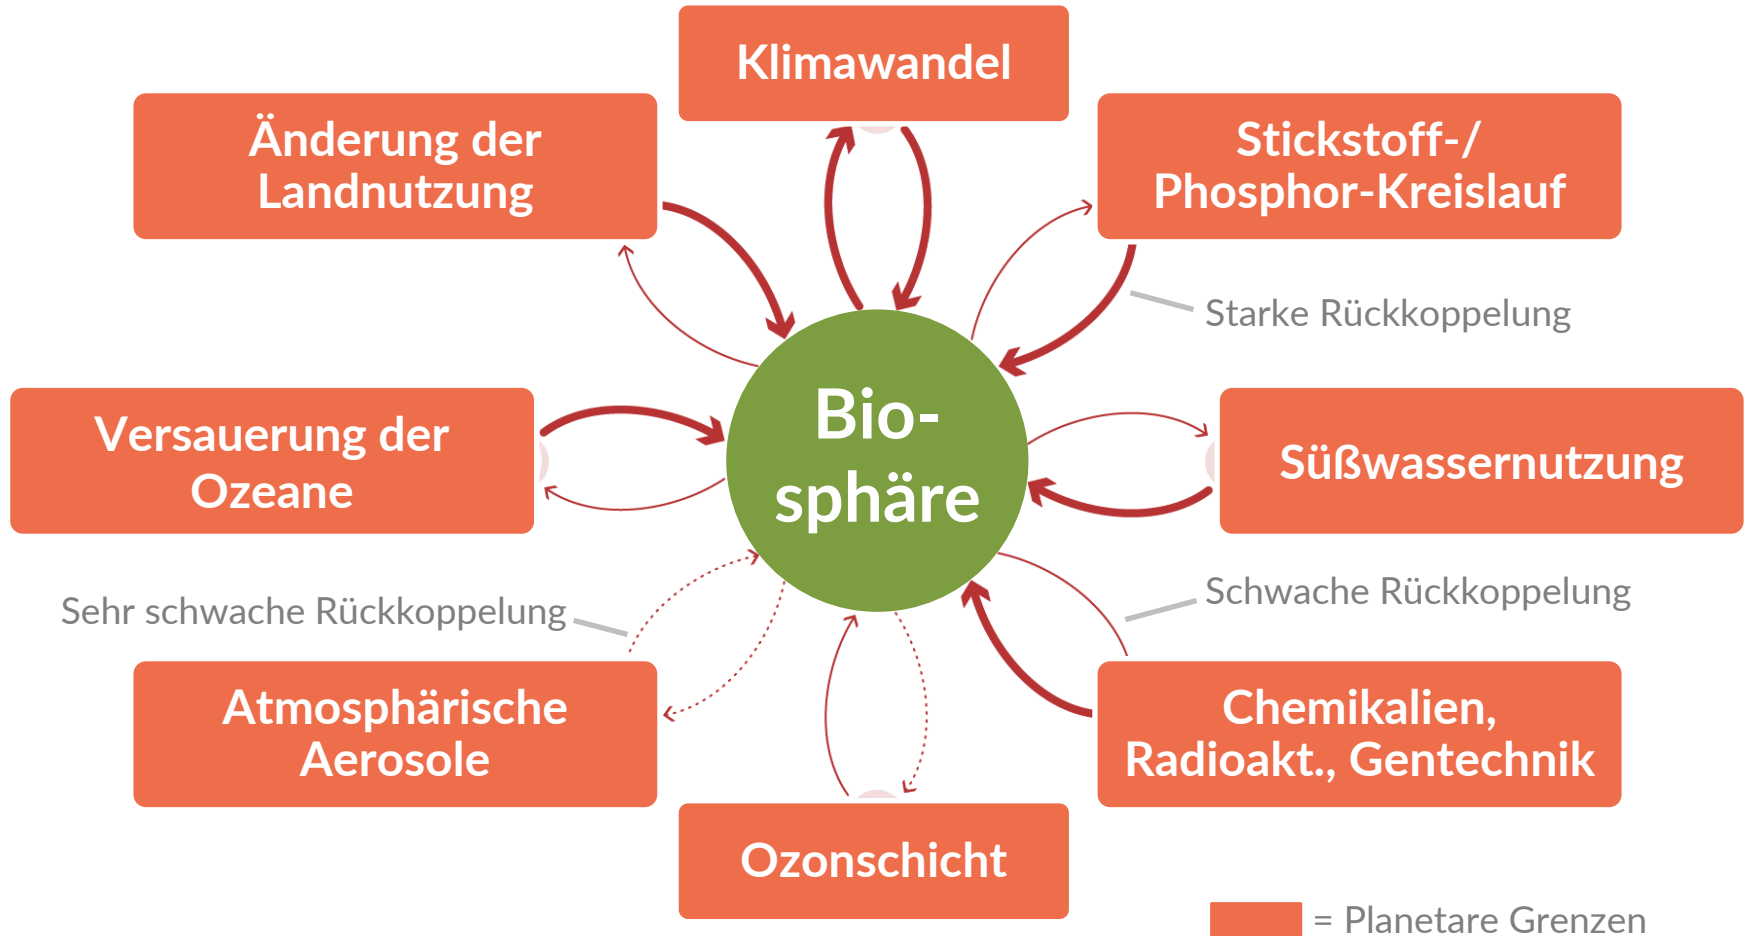 Klimawandel
Änderung der
Landnutzung
Stickstoff-/
Phosphor-Kreislauf
Starke Rückkoppelung
Bio-
sphäre
Versauerung der
Ozeane
Süßwassernutzung
Sehr schwache Rückkoppelung
Schwache Rückkoppelung
Atmosphärische
Aerosole
Chemikalien,
Radioakt., Gentechnik
Ozonschicht
= Planetare Grenzen